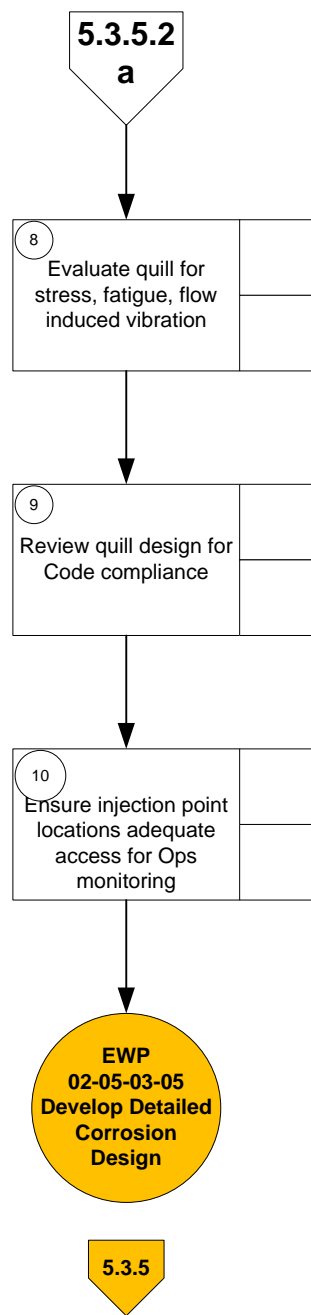 5.3.5.2
a
8
Evaluate quill for
stress, fatigue, flow
induced vibration
9
Review quill design for
Code compliance
10
Ensure injection point
locations adequate
access for Ops
monitoring
EWP
02-05-03-05
Develop Detailed
Corrosion
Design
5.3.5